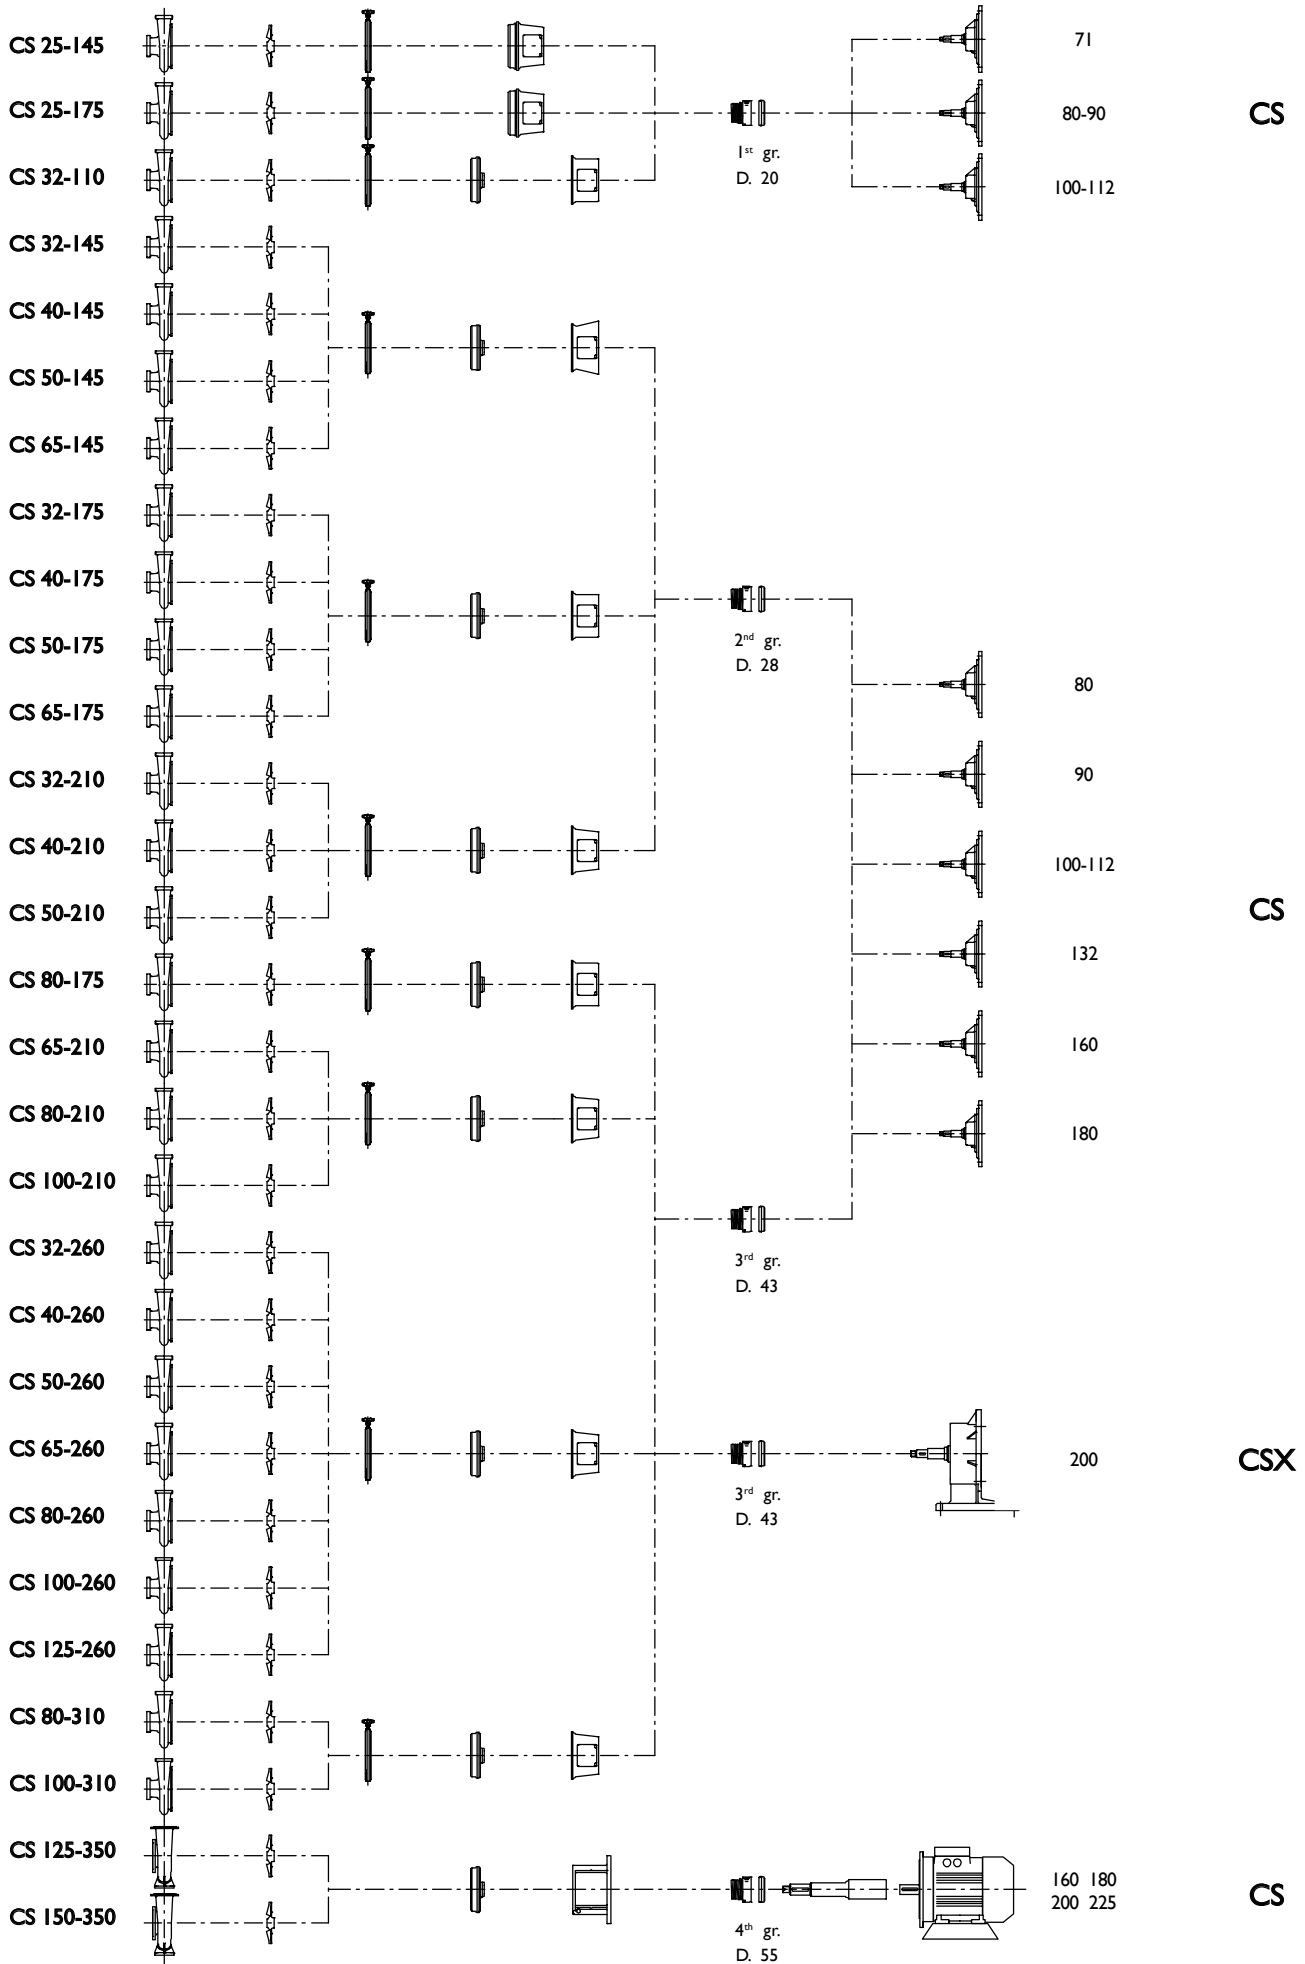 CS 25-145
71
CS 25-175
80-90
CS
1st gr.
D. 20
CS 32-110
100-112
CS 32-145
CS 40-145
CS 50-145
CS 65-145
CS 32-175
CS 40-175
CS 50-175
2nd gr.
D. 28
80
CS 65-175
CS 32-210
90
CS 40-210
100-112
CS 50-210
CS
132
CS 80-175
CS 65-210
160
CS 80-210
180
CS 100-210
CS 32-260
3rd gr.
D. 43
CS 40-260
CS 50-260
CS 65-260
200
CSX
3rd gr.
D. 43
CS 80-260
CS 100-260
CS 125-260
CS 80-310
CS 100-310
CS 125-350
160 180
200 225
CS
CS 150-350
4th gr.
D. 55